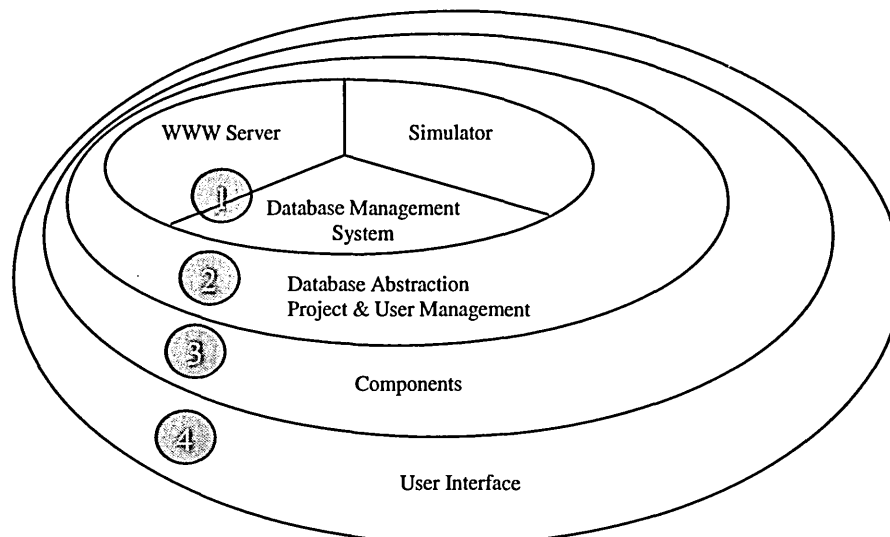 WWW Server
Simulator
1
Database Management
System
2
Database Abstraction
Project & User Management
3
Components
4
User Interface